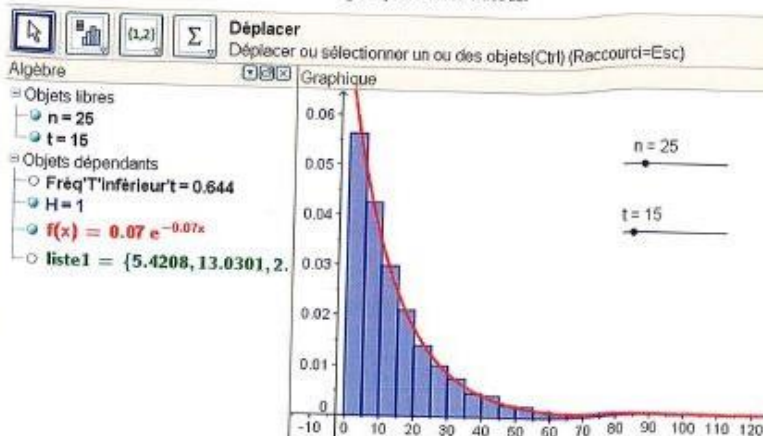 {1,2}
Σ
Déplacer
Déplacer ou sélectionner un ou des objets(Ctrl) (Raccourci=Esc)
Algèbre
Graphique
Objets libres
n = 25
t = 15
Objets dépendants
Fréq'T'inférieur't = 0.644
H = 1
f(x) = 0.07 e^-0.07x
liste1 = {5.4208, 13.0301, 2.
0.06
0.05
0.04
0.03
0.02
0.01
0
n = 25
t = 15
-10 0 10 20 30 40 50 60 70 80 90 100 110 120